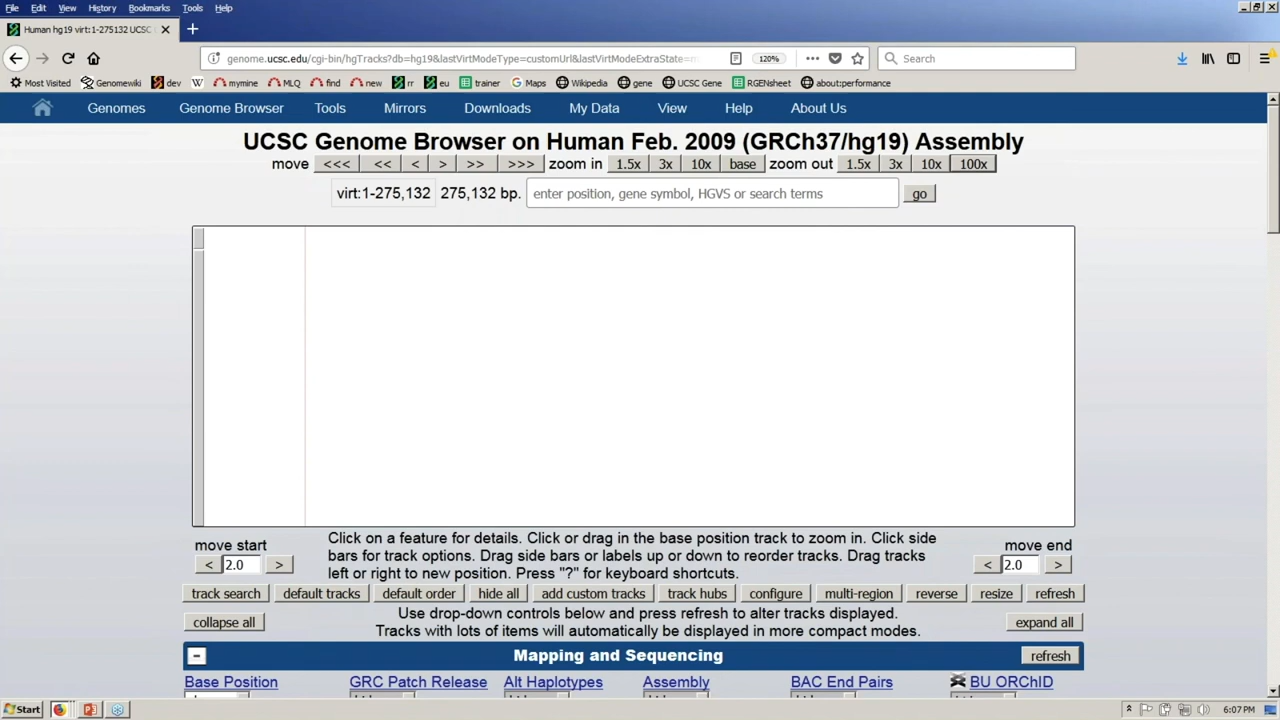 File Edit View History Bookmarks Tools Help
Human hg19 virt:1-275,132 UCSC
genome.ucsc.edu/cgi-bin/hgTracks?db=hg19&lastVirtModeType=customUrl&lastVirtModeExtraState= 120% Search
Most Visited Genomewiki dev mymine MLQ find new rr eu trainer Maps Wikipedia gene UCSC Gene RGENsheet about:performance
Genomes Genome Browser Tools Mirrors Downloads My Data View Help About Us
UCSC Genome Browser on Human Feb. 2009 (GRCh37/hg19) Assembly
move <<< << < > >> >>> zoom in 1.5x 3x 10x base zoom out 1.5x 3x 10x 100x
virt:1-275,132 275,132 bp. enter position, gene symbol, HGVS or search terms go
move start Click on a feature for details. Click or drag in the base position track to zoom in. Click side move end
< 2.0 > bars for track options. Drag side bars or labels up or down to reorder tracks. Drag tracks < 2.0 >
left or right to new position. Press "?" for keyboard shortcuts.
track search default tracks default order hide all add custom tracks track hubs configure multi-region reverse resize refresh
collapse all Use drop-down controls below and press refresh to alter tracks displayed. expand all
Tracks with lots of items will automatically be displayed in more compact modes.
- Mapping and Sequencing refresh
Base Position GRC Patch Release Alt Haplotypes Assembly BAC End Pairs BU ORChID
Start 6:07 PM